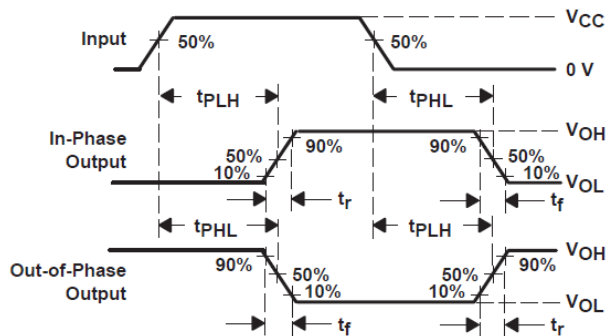 VCC
Input 50% 50%
0 V
tPLH tPHL
In-Phase Output
VOH
90% 90%
50% 50%
10% 10%
VOL
tr tf
tPHL tPLH
Out-of-Phase Output
VOH
90% 90%
50% 50%
10% 10%
VOL
tf tr